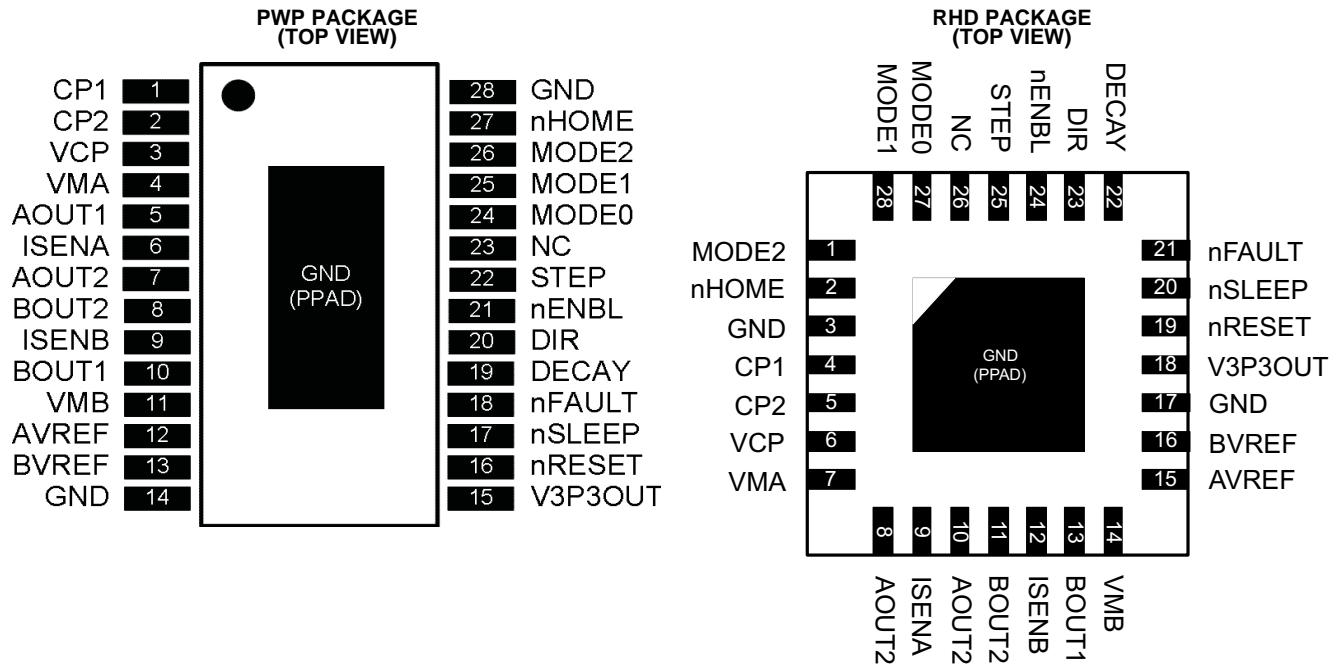 PWP PACKAGE
(TOP VIEW)
CP1 1
CP2 2
VCP 3
VMA 4
AOUT1 5
ISENA 6
AOUT2 7
BOUT2 8
ISENB 9
BOUT1 10
VMB 11
AVREF 12
BVREF 13
GND 14
GND
(PPAD)
28 GND
27 nHOME
26 MODE2
25 MODE1
24 MODE0
23 NC
22 STEP
21 nENBL
20 DIR
19 DECAY
18 nFAULT
17 nSLEEP
16 nRESET
15 V3P3OUT
RHD PACKAGE
(TOP VIEW)
MODE1 28
MODE0 27
NC 26
STEP 25
nENBL 24
DIR 23
DECAY 22
MODE2 1
nHOME 2
GND 3
CP1 4
CP2 5
VCP 6
VMA 7
GND
(PPAD)
21 nFAULT
20 nSLEEP
19 nRESET
18 V3P3OUT
17 GND
16 BVREF
15 AVREF
8 AOUT2
9 ISENA
10 AOUT2
11 BOUT2
12 ISENB
13 BOUT1
14 VMB